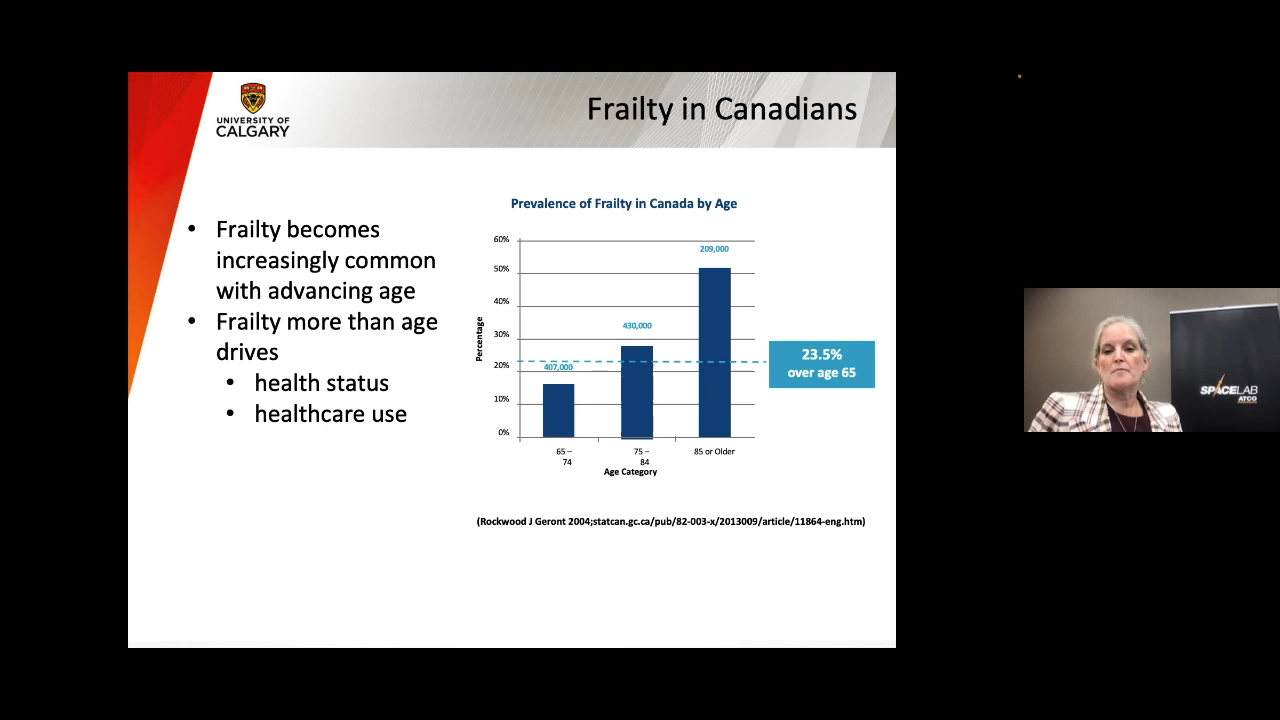 UNIVERSITY OF
CALGARY
Frailty in Canadians
• Frailty becomes
increasingly common
with advancing age
• Frailty more than age
drives
• health status
• healthcare use
Prevalence of Frailty in Canada by Age
60%
50%
40%
30%
20%
10%
0%
Percentage
407,000
430,000
209,000
23.5%
over age 65
65 –
74
75 –
84
85 or Older
Age Category
(Rockwood J Geront 2004;statcan.gc.ca/pub/82-003-x/2013009/article/11864-eng.htm)
SPACELAB
ATCO